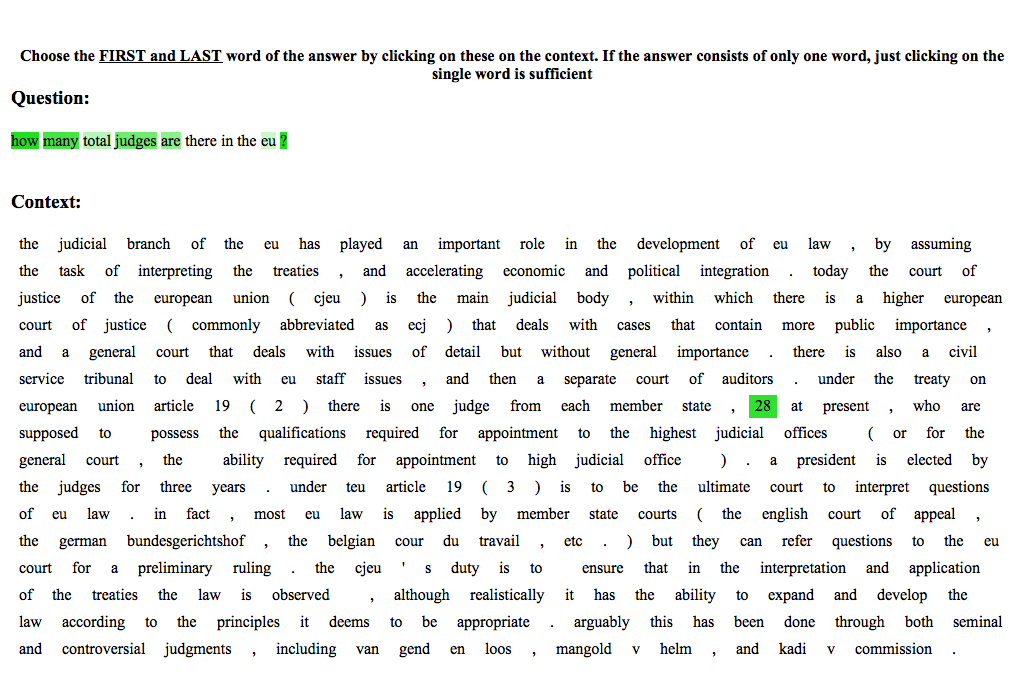 Choose the FIRST and LAST word of the answer by clicking on these on the context. If the answer consists of only one word, just clicking on the
single word is sufficient
Question:
how many total judges are there in the eu ?
Context:
the judicial branch of the eu has played an important role in the development of eu law , by assuming
the task of interpreting the treaties , and accelerating economic and political integration . today the court of
justice of the european union ( cjeu ) is the main judicial body , within which there is a higher european
court of justice ( commonly abbreviated as ecj ) that deals with cases that contain more public importance ,
and a general court that deals with issues of detail but without general importance . there is also a civil
service tribunal to deal with eu staff issues , and then a separate court of auditors . under the treaty on
european union article 19 ( 2 ) there is one judge from each member state , 28 at present , who are
supposed to possess the qualifications required for appointment to the highest judicial offices ( or for the
general court , the ability required for appointment to high judicial office ) . a president is elected by
the judges for three years . under teu article 19 ( 3 ) is to be the ultimate court to interpret questions
of eu law . in fact , most eu law is applied by member state courts ( the english court of appeal ,
the german bundesgerichtshof , the belgian cour du travail , etc . ) but they can refer questions to the eu
court for a preliminary ruling . the cjeu ' s duty is to ensure that in the interpretation and application
of the treaties the law is observed , although realistically it has the ability to expand and develop the
law according to the principles it deems to be appropriate . arguably this has been done through both seminal
and controversial judgments , including van gend en loos , mangold v helm , and kadi v commission .